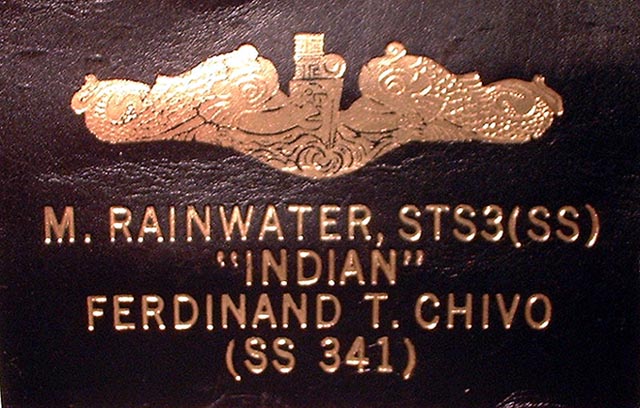 M. RAINWATER, STS3(SS)
"INDIAN"
FERDINAND T. CHIVO
(SS 341)